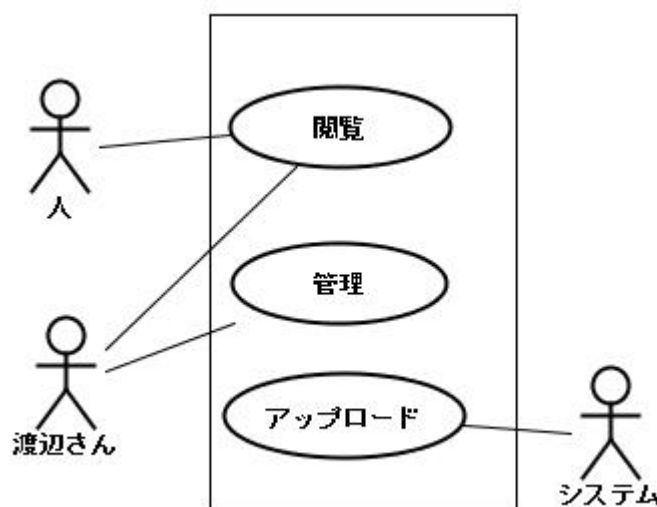 閲覧
人
管理
アップロード
渡辺さん
システム